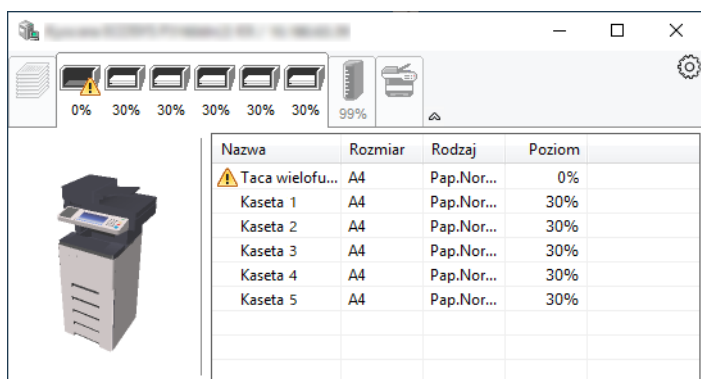 0% 30% 30% 30% 30% 30% 99%
Nazwa Rozmiar Rodzaj Poziom
Taca wielofu... A4 Pap.Nor... 0%
Kaseta 1 A4 Pap.Nor... 30%
Kaseta 2 A4 Pap.Nor... 30%
Kaseta 3 A4 Pap.Nor... 30%
Kaseta 4 A4 Pap.Nor... 30%
Kaseta 5 A4 Pap.Nor... 30%